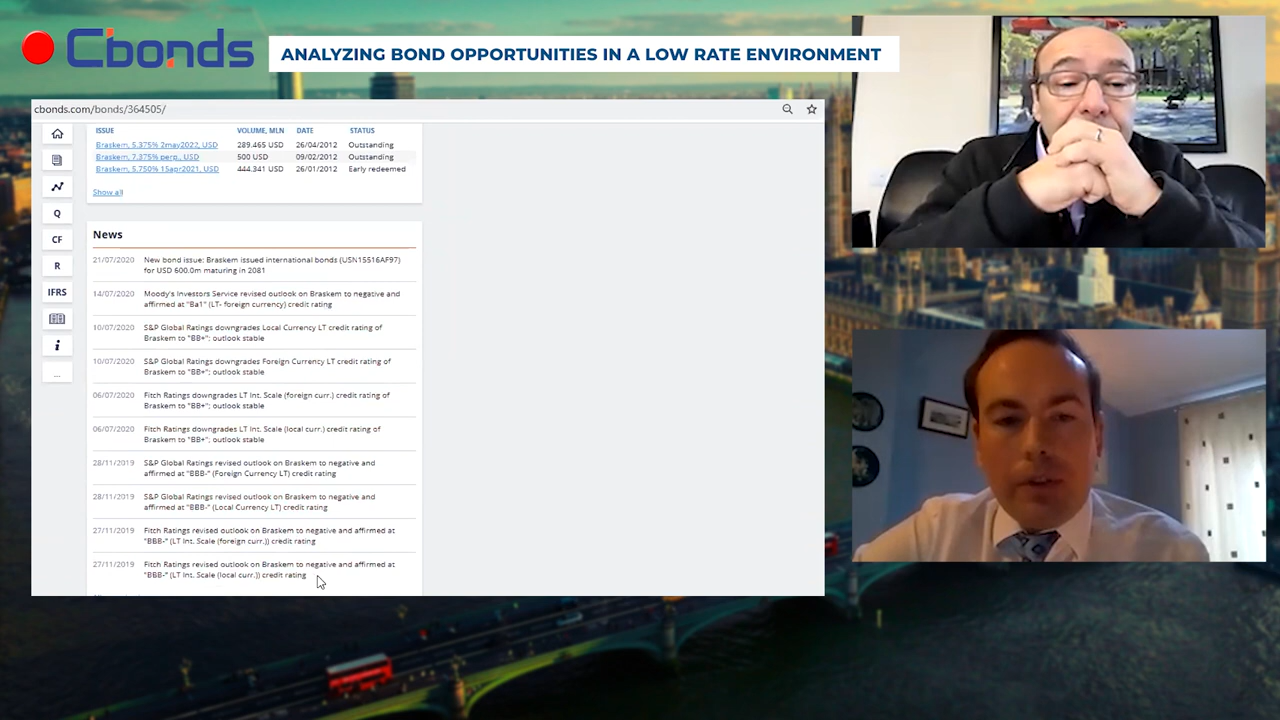 Cbonds
ANALYZING BOND OPPORTUNITIES IN A LOW RATE ENVIRONMENT
cbonds.com/bonds/364505/
ISSUE VOLUME, MLN DATE STATUS
Braskem, 5.375% 2may2022, USD 289.465 USD 26/04/2012 Outstanding
Braskem, 7.375% perp., USD 500 USD 09/02/2012 Outstanding
Braskem, 5.750% 15apr2021, USD 444.341 USD 26/01/2012 Early redeemed
Show all
Q
CF
R
IFRS
i
...
News
21/07/2020 New bond issue: Braskem issued international bonds (USN15516AF97)
for USD 600.0m maturing in 2081
14/07/2020 Moody's Investors Service revised outlook on Braskem to negative and
affirmed at "Ba1" (LT- foreign currency) credit rating
10/07/2020 S&P Global Ratings downgrades Local Currency LT credit rating of
Braskem to "BB+"; outlook stable
10/07/2020 S&P Global Ratings downgrades Foreign Currency LT credit rating of
Braskem to "BB+"; outlook stable
06/07/2020 Fitch Ratings downgrades LT Int. Scale (foreign curr.) credit rating of
Braskem to "BB+"; outlook stable
06/07/2020 Fitch Ratings downgrades LT Int. Scale (local curr.) credit rating of
Braskem to "BB+"; outlook stable
28/11/2019 S&P Global Ratings revised outlook on Braskem to negative and
affirmed at "BBB-" (Foreign Currency LT) credit rating
28/11/2019 S&P Global Ratings revised outlook on Braskem to negative and
affirmed at "BBB-" (Local Currency LT) credit rating
27/11/2019 Fitch Ratings revised outlook on Braskem to negative and affirmed at
"BBB-" (LT Int. Scale (foreign curr.)) credit rating
27/11/2019 Fitch Ratings revised outlook on Braskem to negative and affirmed at
"BBB-" (LT Int. Scale (local curr.)) credit rating